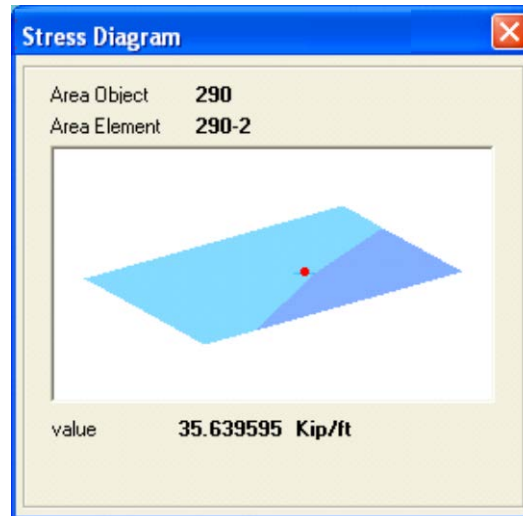 Stress Diagram
Area Object 290
Area Element 290-2
value 35.639595 Kip/ft